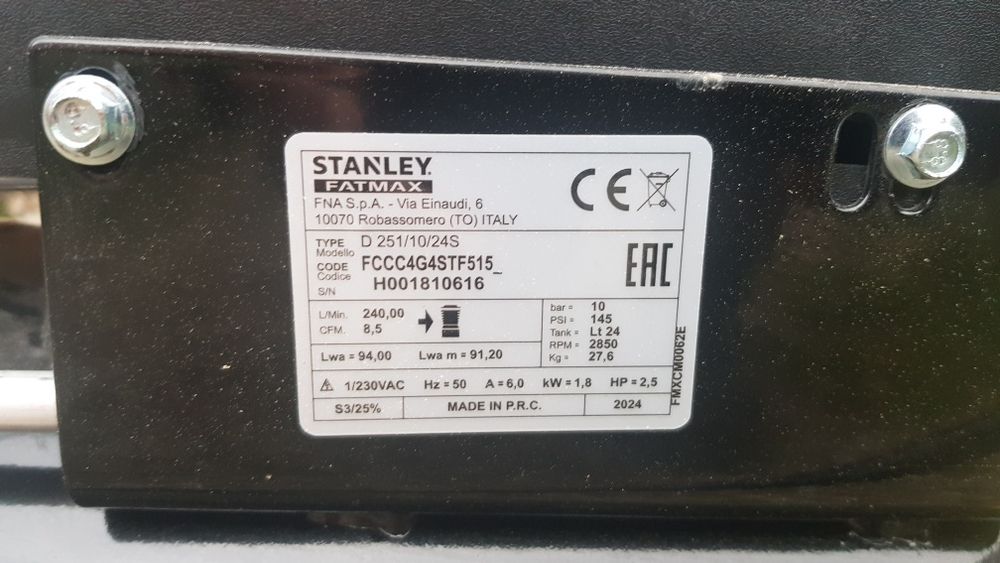 STANLEY.
FATMAX
FNA S.p.A. - Via Einaudi, 6
10070 Robassomero (TO) ITALY
CE
TYPE D 251/10/24S
Modello
CODE FCCC4G4STF515_
Codice
S/N H001810616
EAC
L/Min. 240,00
CFM. 8,5
bar = 10
PSI = 145
Tank = Lt 24
RPM = 2850
Kg = 27,6
Lwa = 94,00 Lwa m = 91,20
1/230VAC Hz = 50 A = 6,0 kW = 1,8 HP = 2,5
S3/25% MADE IN P.R.C. 2024
FMXCM0062E
8.8